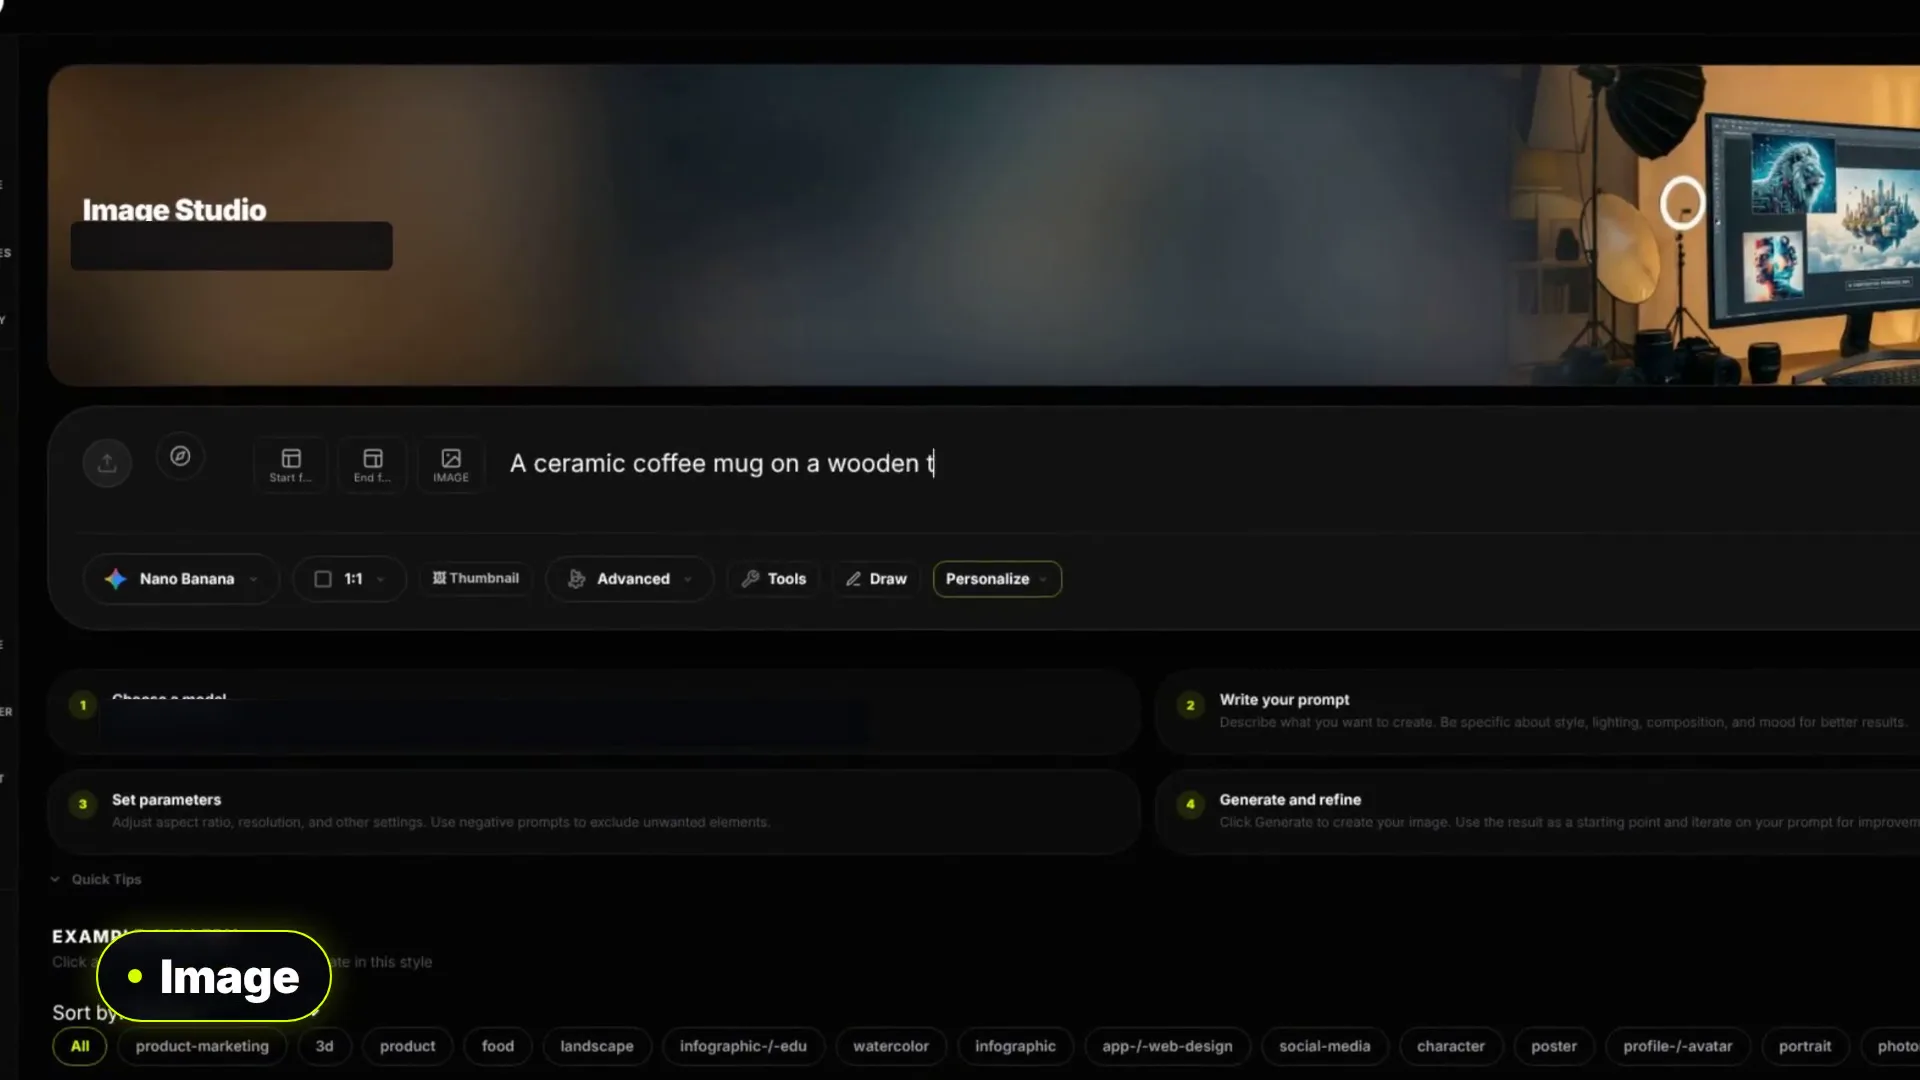 Image Studio
Start f...
End f...
IMAGE
A ceramic coffee mug on a wooden t
Nano Banana
1:1
Thumbnail
Advanced
Tools
Draw
Personalize
1
Choose a model
2
Write your prompt
Describe what you want to create. Be specific about style, lighting, composition, and mood for better results.
3
Set parameters
Adjust aspect ratio, resolution, and other settings. Use negative prompts to exclude unwanted elements.
4
Generate and refine
Click Generate to create your image. Use the result as a starting point and iterate on your prompt for improvem
Quick Tips
EXAMP
Click a
ate in this style
Image
Sort by:
All
product-marketing
3d
product
food
landscape
infographic-/-edu
watercolor
infographic
app-/-web-design
social-media
character
poster
profile-/-avatar
portrait
photo